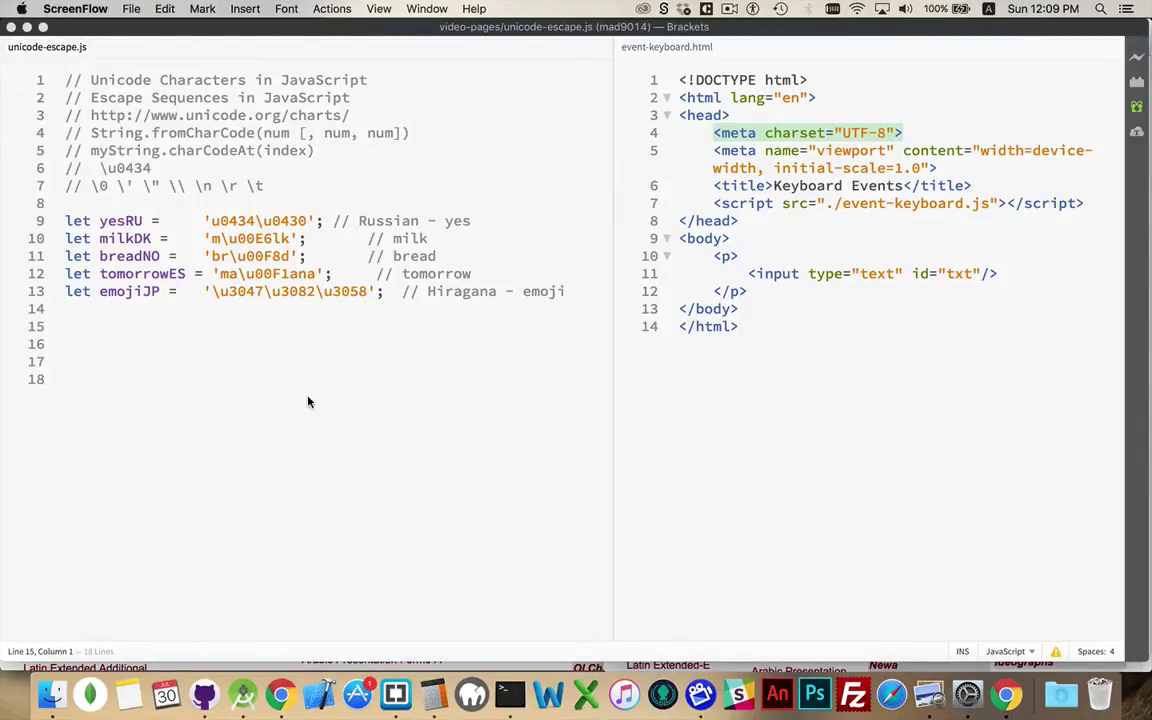 ScreenFlow File Edit Mark Insert Font Actions View Window Help 100% Sun 12:09 PM
video-pages/unicode-escape.js (mad9014) — Brackets
unicode-escape.js
1 // Unicode Characters in JavaScript
2 // Escape Sequences in JavaScript
3 // http://www.unicode.org/charts/
4 // String.fromCharCode(num [, num, num])
5 // myString.charCodeAt(index)
6 //  \u0434
7 // \0 \' \" \\ \n \r \t
8
9 let yesRU =     'u0434\u0430'; // Russian - yes
10 let milkDK =    'm\u00E6lk';       // milk
11 let breadNO =   'br\u00F8d';       // bread
12 let tomorrowES = 'ma\u00F1ana';     // tomorrow
13 let emojiJP =   '\u3047\u3082\u3058';  // Hiragana - emoji
14
15
16
17
18
event-keyboard.html
1 <!DOCTYPE html>
2 <html lang="en">
3 <head>
4 <meta charset="UTF-8">
5 <meta name="viewport" content="width=device-
width, initial-scale=1.0">
6 <title>Keyboard Events</title>
7 <script src="./event-keyboard.js"></script>
8 </head>
9 <body>
10 <p>
11 <input type="text" id="txt"/>
12 </p>
13 </body>
14 </html>
Line 15, Column 1 — 18 Lines
INS JavaScript Spaces: 4
Latin Extended Additional
Latin Extended-E
Arabic Presentation
Newa
30
1
An
Ps